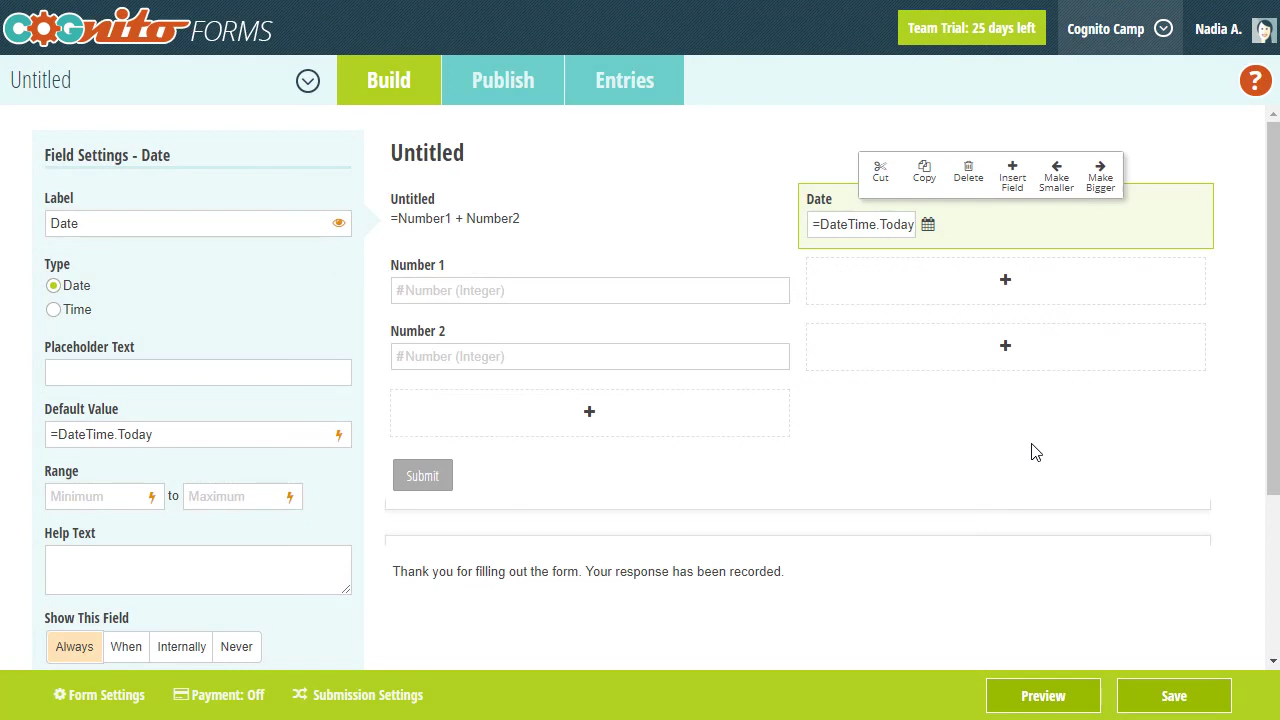 cognito FORMS
Team Trial: 25 days left
Cognito Camp
Nadia A.
Untitled
Build
Publish
Entries
?
Field Settings - Date
Label
Date
Type
Date
Time
Placeholder Text
Default Value
=DateTime.Today
Range
Minimum to Maximum
Help Text
Show This Field
Always When Internally Never
Untitled
Untitled
=Number1 + Number2
Number 1
#Number (Integer)
Number 2
#Number (Integer)
+
Submit
Cut
Copy
Delete
Insert Field
Make Smaller
Make Bigger
Date
=DateTime.Today
+
+
Thank you for filling out the form. Your response has been recorded.
Form Settings
Payment: Off
Submission Settings
Preview
Save